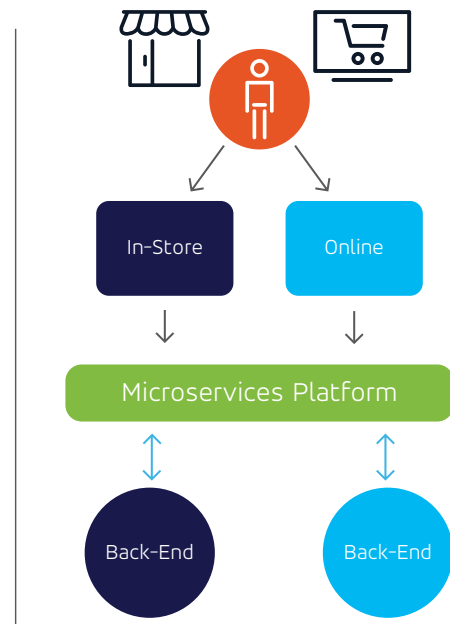 In-Store
Online
Microservices Platform
Back-End
Back-End